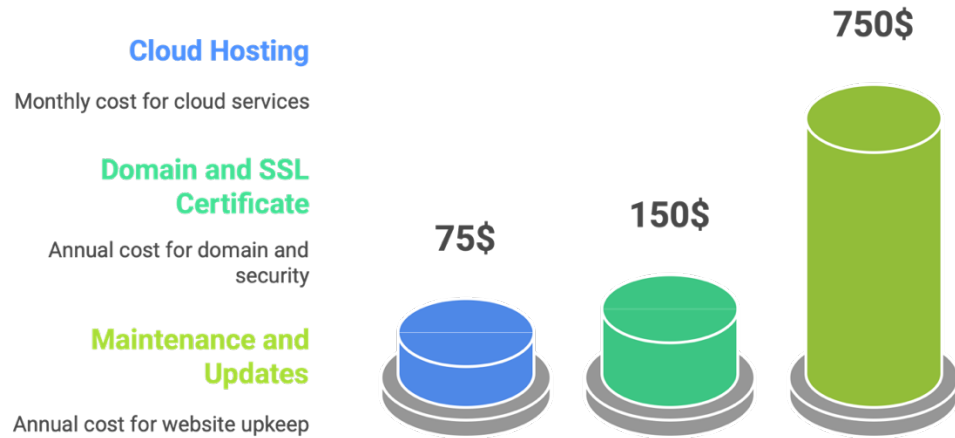 Cloud Hosting
Monthly cost for cloud services
Domain and SSL
Certificate
Annual cost for domain and
security
Maintenance and
Updates
Annual cost for website upkeep
75$
150$
750$